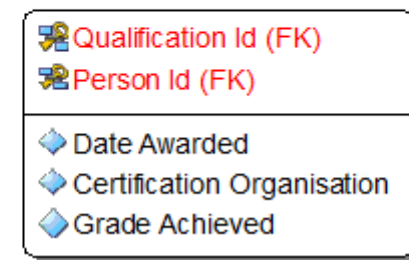 Qualification Id (FK)
Person Id (FK)
Date Awarded
Certification Organisation
Grade Achieved